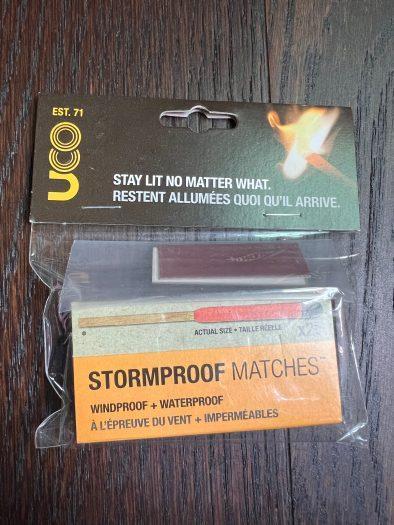 EST. 71
UCO
STAY LIT NO MATTER WHAT.
RESTENT ALLUMÉES QUOI QU'IL ARRIVE.
ACTUAL SIZE • TAILLE RÉELLE
STORMPROOF MATCHES™
WINDPROOF + WATERPROOF
À L'ÉPREUVE DU VENT + IMPERMÉABLES